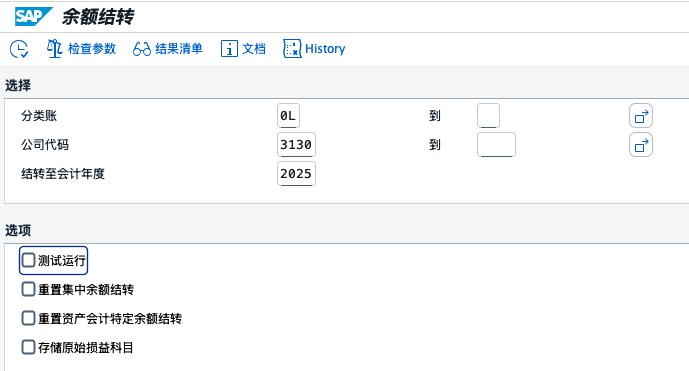 SAP 余额结转
检查参数 结果清单 文档 History
选择
分类账 0L 到
公司代码 3130 到
结转至会计年度 2025
选项
测试运行
重置集中余额结转
重置资产会计特定余额结转
存储原始损益科目